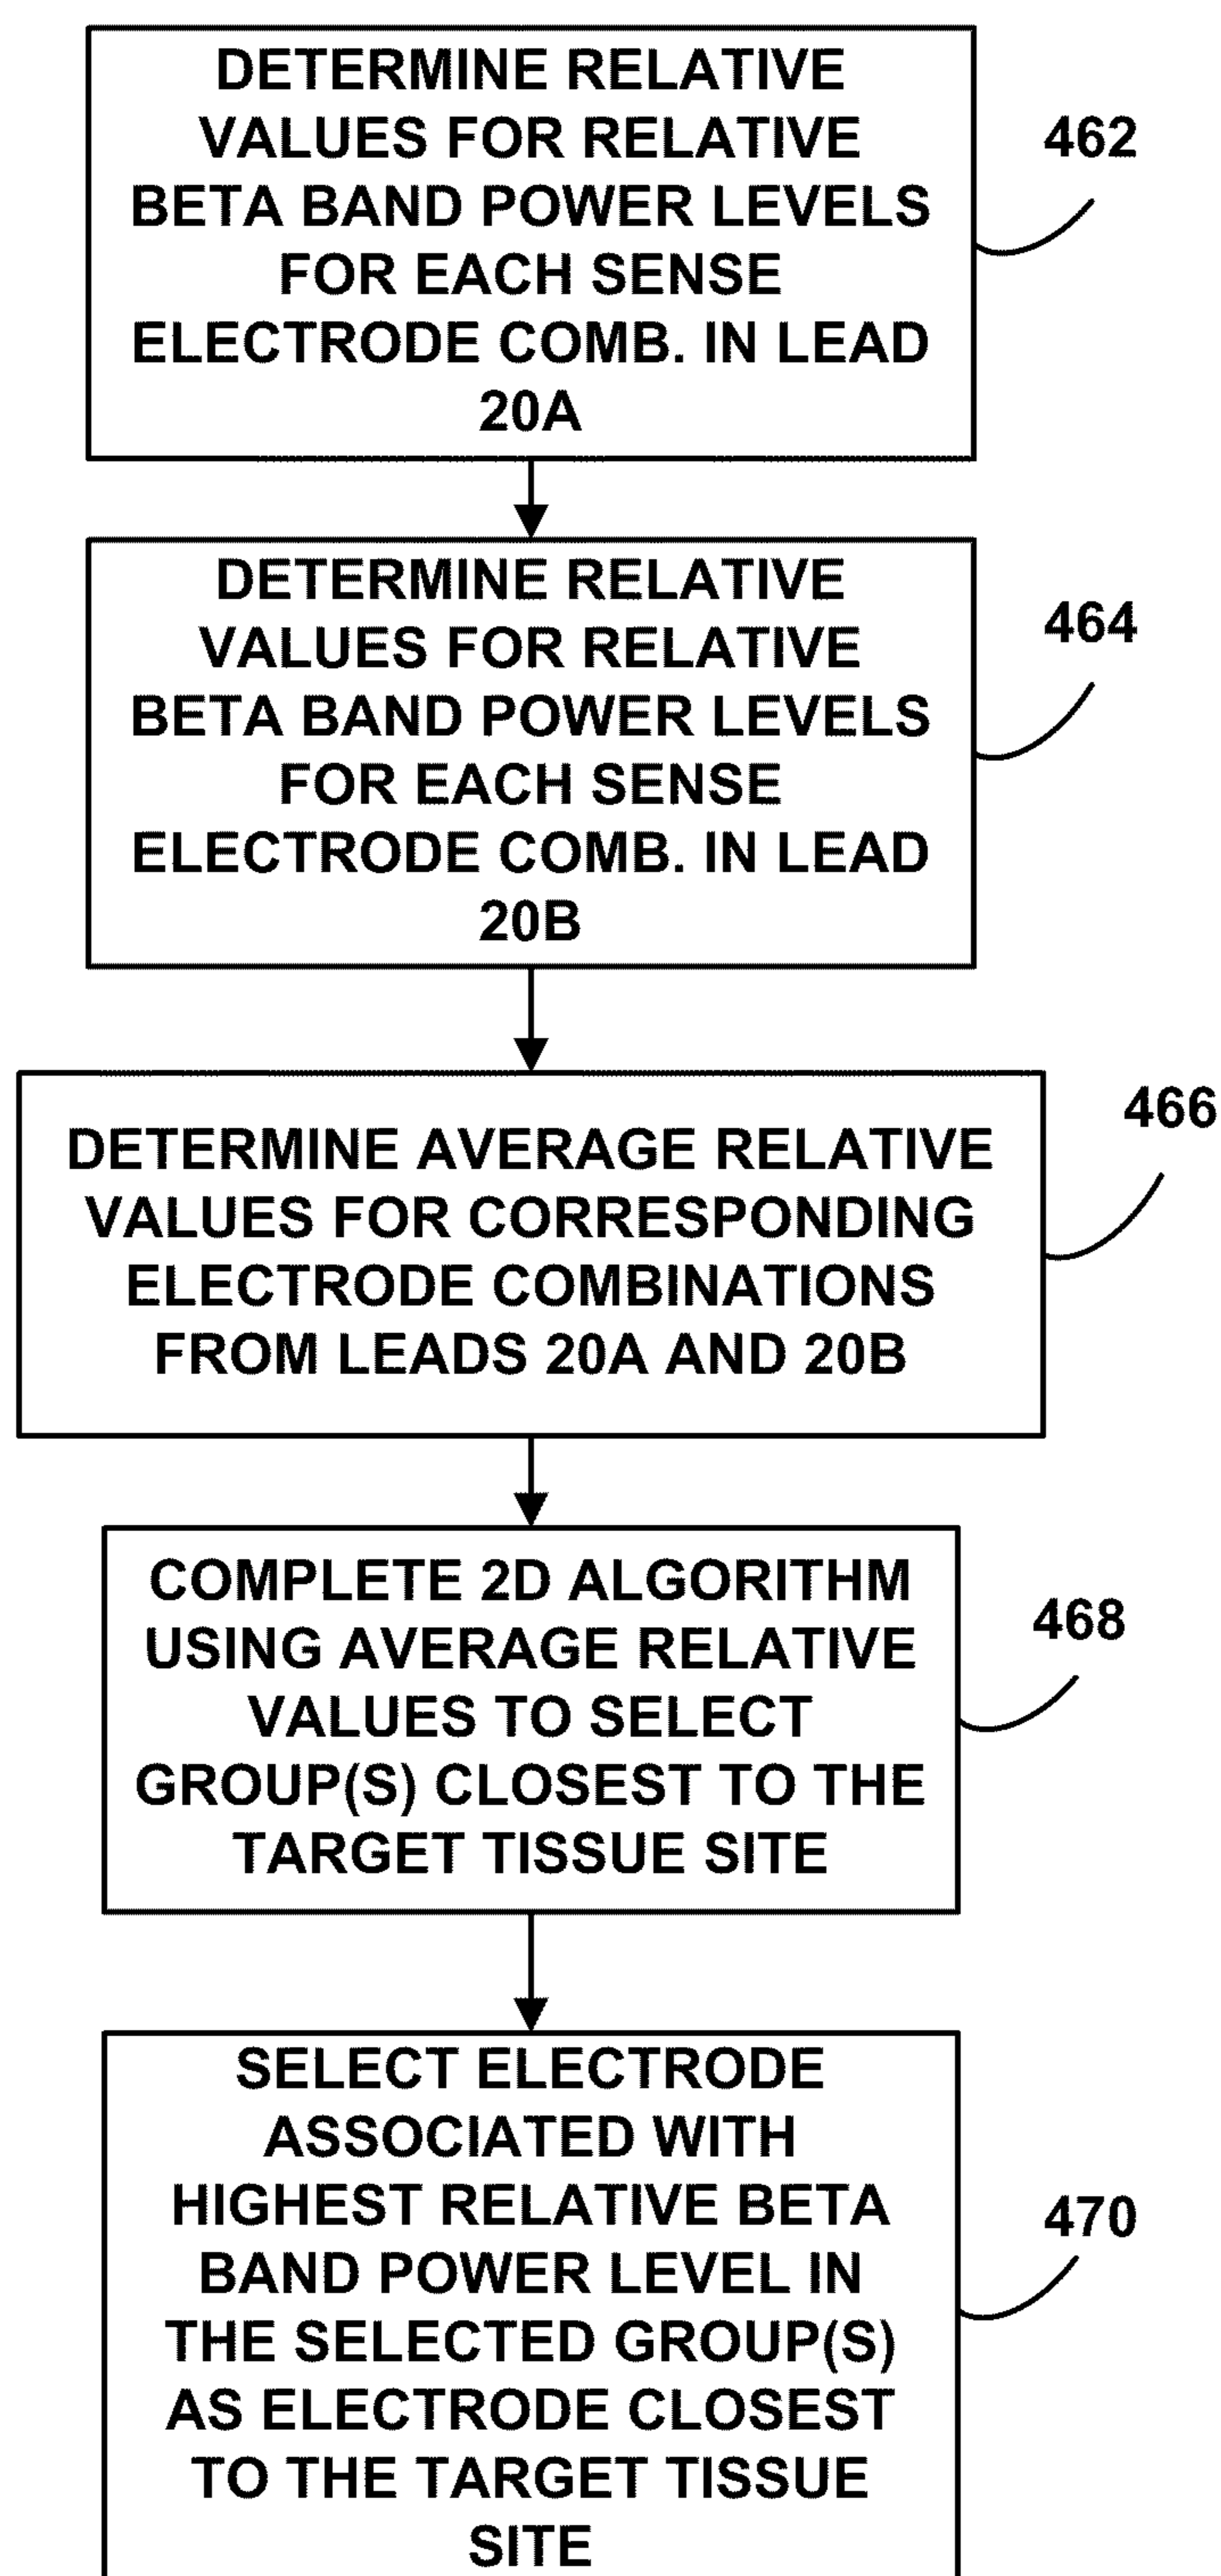 DETERMINE RELATIVE
VALUES FOR RELATIVE
BETA BAND POWER LEVELS
FOR EACH SENSE
ELECTRODE COMB. IN LEAD
20A
462
DETERMINE RELATIVE
VALUES FOR RELATIVE
BETA BAND POWER LEVELS
FOR EACH SENSE
ELECTRODE COMB. IN LEAD
20B
464
DETERMINE AVERAGE RELATIVE
VALUES FOR CORRESPONDING
ELECTRODE COMBINATIONS
FROM LEADS 20A AND 20B
466
COMPLETE 2D ALGORITHM
USING AVERAGE RELATIVE
VALUES TO SELECT
GROUP(S) CLOSEST TO THE
TARGET TISSUE SITE
468
SELECT ELECTRODE
ASSOCIATED WITH
HIGHEST RELATIVE BETA
BAND POWER LEVEL IN
THE SELECTED GROUP(S)
AS ELECTRODE CLOSEST
TO THE TARGET TISSUE
SITE
470